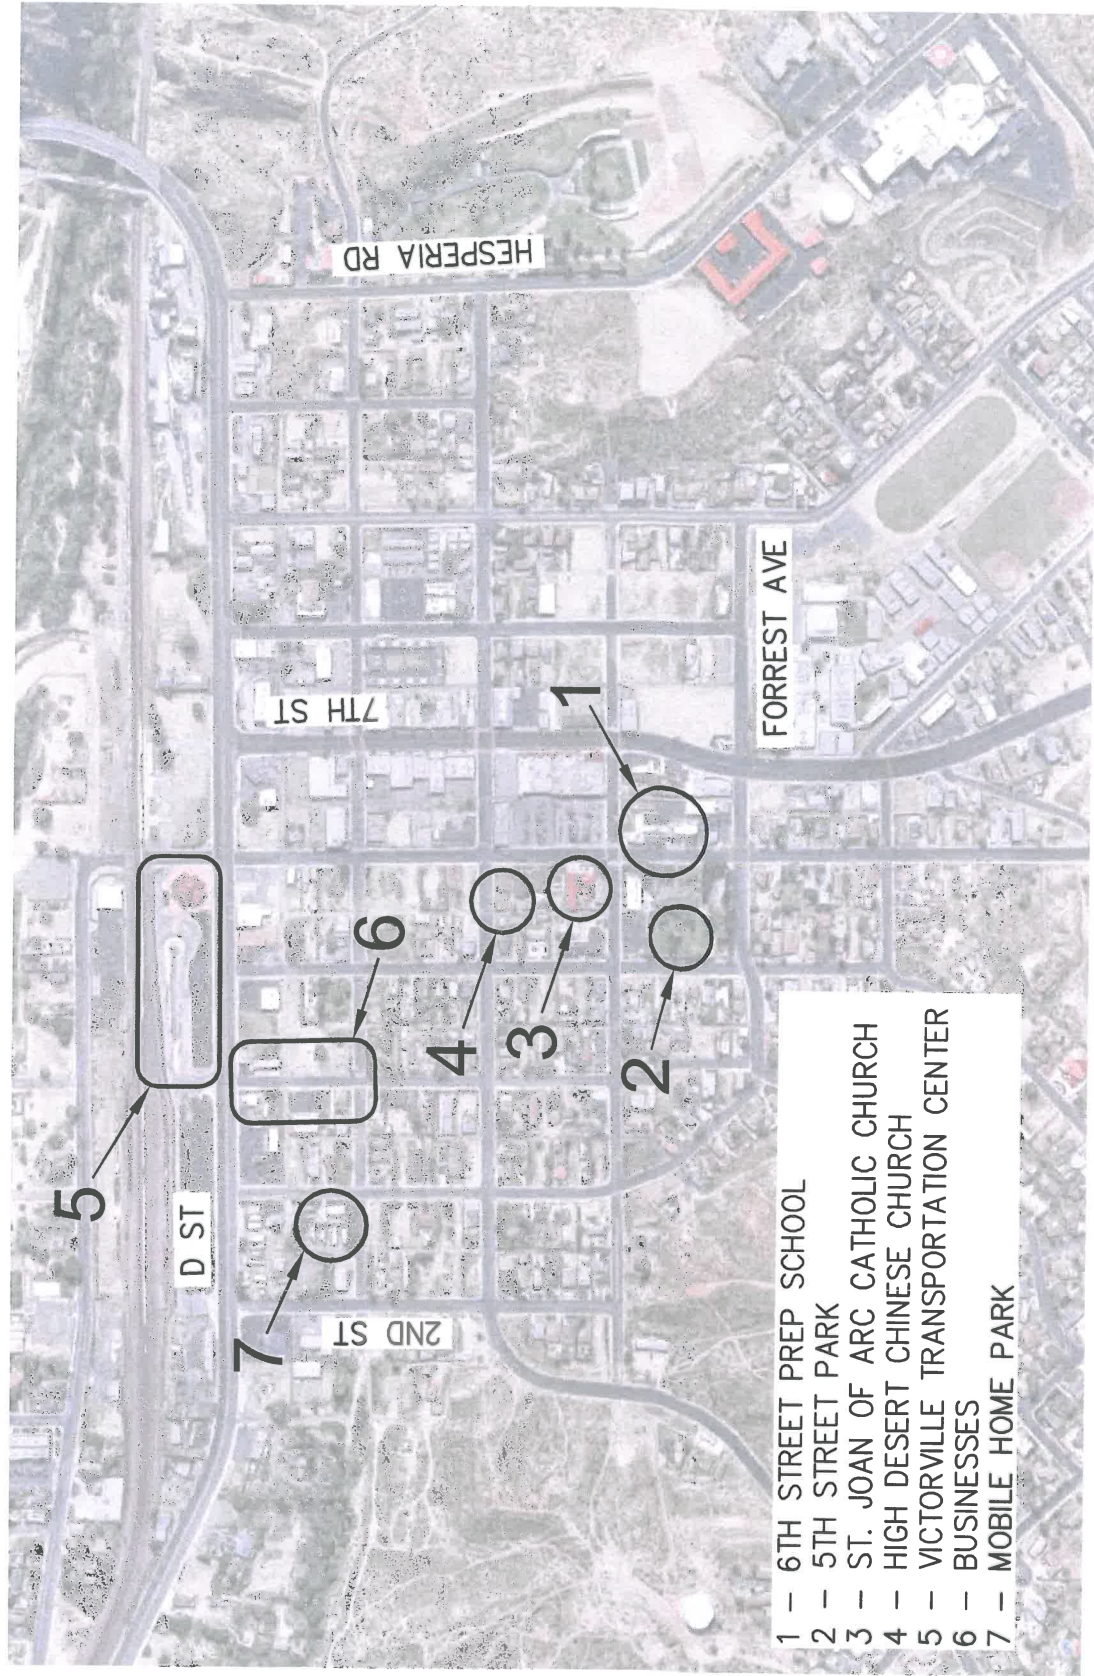 HESPERIA RD
7TH ST
FORREST AVE
1
6
4
3
2
5
D ST
7
2ND ST
1 – 6TH STREET PREP SCHOOL
2 – 5TH STREET PARK
3 – ST. JOAN OF ARC CATHOLIC CHURCH
4 – HIGH DESERT CHINESE CHURCH
5 – VICTORVILLE TRANSPORTATION CENTER
6 – BUSINESSES
7 – MOBILE HOME PARK